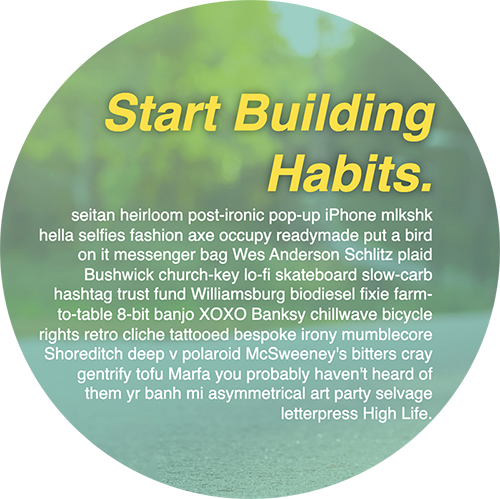 Start Building
Habits.
seitan heirloom post-ironic pop-up iPhone mlkshk
hella selfies fashion axe occupy readymade put a bird
on it messenger bag Wes Anderson Schlitz plaid
Bushwick church-key lo-fi skateboard slow-carb
hashtag trust fund Williamsburg biodiesel fixie farm-
to-table 8-bit banjo XOXO Banksy chillwave bicycle
rights retro cliche tattooed bespoke irony mumblecore
Shoreditch deep v polaroid McSweeney's bitters cray
gentrify tofu Marfa you probably haven't heard of
them yr banh mi asymmetrical art party selvage
letterpress High Life.